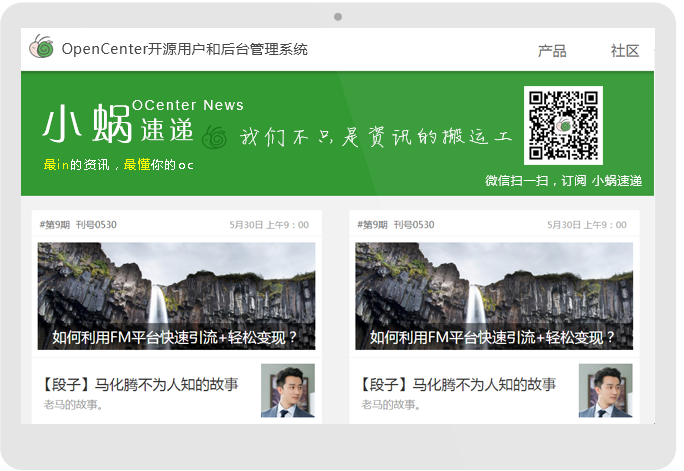 OpenCenter开源用户和后台管理系统
产品 社区
小蜗速递
OCenter News
我们不只是资讯的搬运工
最in的资讯，最懂你的oc
微信扫一扫，订阅 小蜗速递
#第9期 刊号0530 5月30日 上午9：00
如何利用FM平台快速引流+轻松变现？
【段子】马化腾不为人知的故事
老马的故事。
#第9期 刊号0530 5月30日 上午9：00
如何利用FM平台快速引流+轻松变现？
【段子】马化腾不为人知的故事
老马的故事。